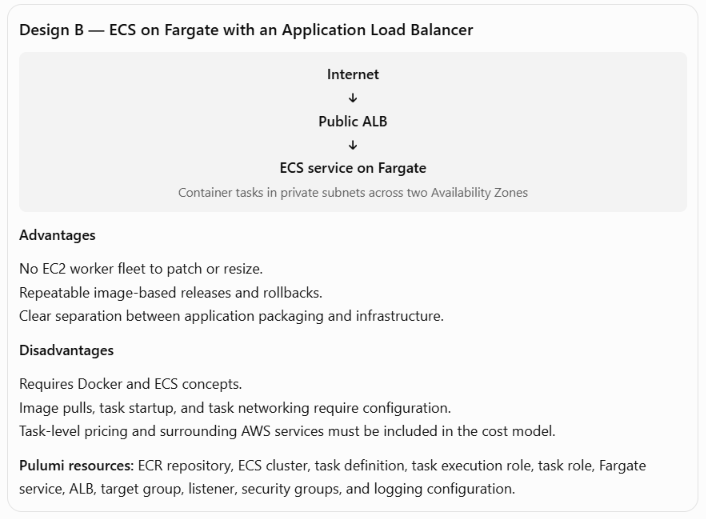 Design B — ECS on Fargate with an Application Load Balancer
Internet
↓
Public ALB
↓
ECS service on Fargate
Container tasks in private subnets across two Availability Zones
Advantages
No EC2 worker fleet to patch or resize.
Repeatable image-based releases and rollbacks.
Clear separation between application packaging and infrastructure.
Disadvantages
Requires Docker and ECS concepts.
Image pulls, task startup, and task networking require configuration.
Task-level pricing and surrounding AWS services must be included in the cost model.
Pulumi resources: ECR repository, ECS cluster, task definition, task execution role, task role, Fargate
service, ALB, target group, listener, security groups, and logging configuration.